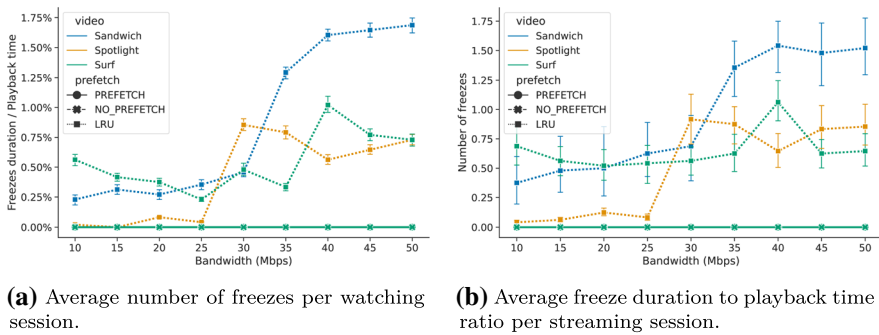 Freezes duration / Playback time
1.75%
1.50%
1.25%
1.00%
0.75%
0.50%
0.25%
0.00%
video
Sandwich
Spotlight
Surf
prefetch
PREFETCH
NO_PREFETCH
LRU
10 15 20 25 30 35 40 45 50
Bandwidth (Mbps)
(a) Average number of freezes per watching
session.
Number of freezes
1.75
1.50
1.25
1.00
0.75
0.50
0.25
0.00
video
Sandwich
Spotlight
Surf
prefetch
PREFETCH
NO_PREFETCH
LRU
10 15 20 25 30 35 40 45 50
Bandwidth (Mbps)
(b) Average freeze duration to playback time
ratio per streaming session.